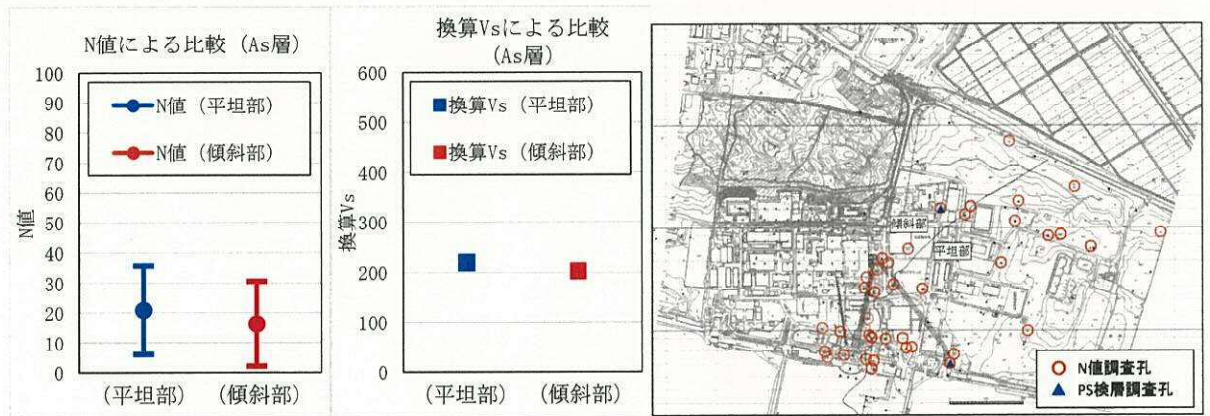 N値による比較（As層）
100
90
80
70
60
50
40
30
20
10
0
N値
N値（平坦部）
N値（傾斜部）
（平坦部）
（傾斜部）
換算Vsによる比較
（As層）
600
500
400
300
200
100
0
換算Vs
換算Vs（平坦部）
換算Vs（傾斜部）
（平坦部）
（傾斜部）
傾斜部
平坦部
N値調査孔
PS検層調査孔